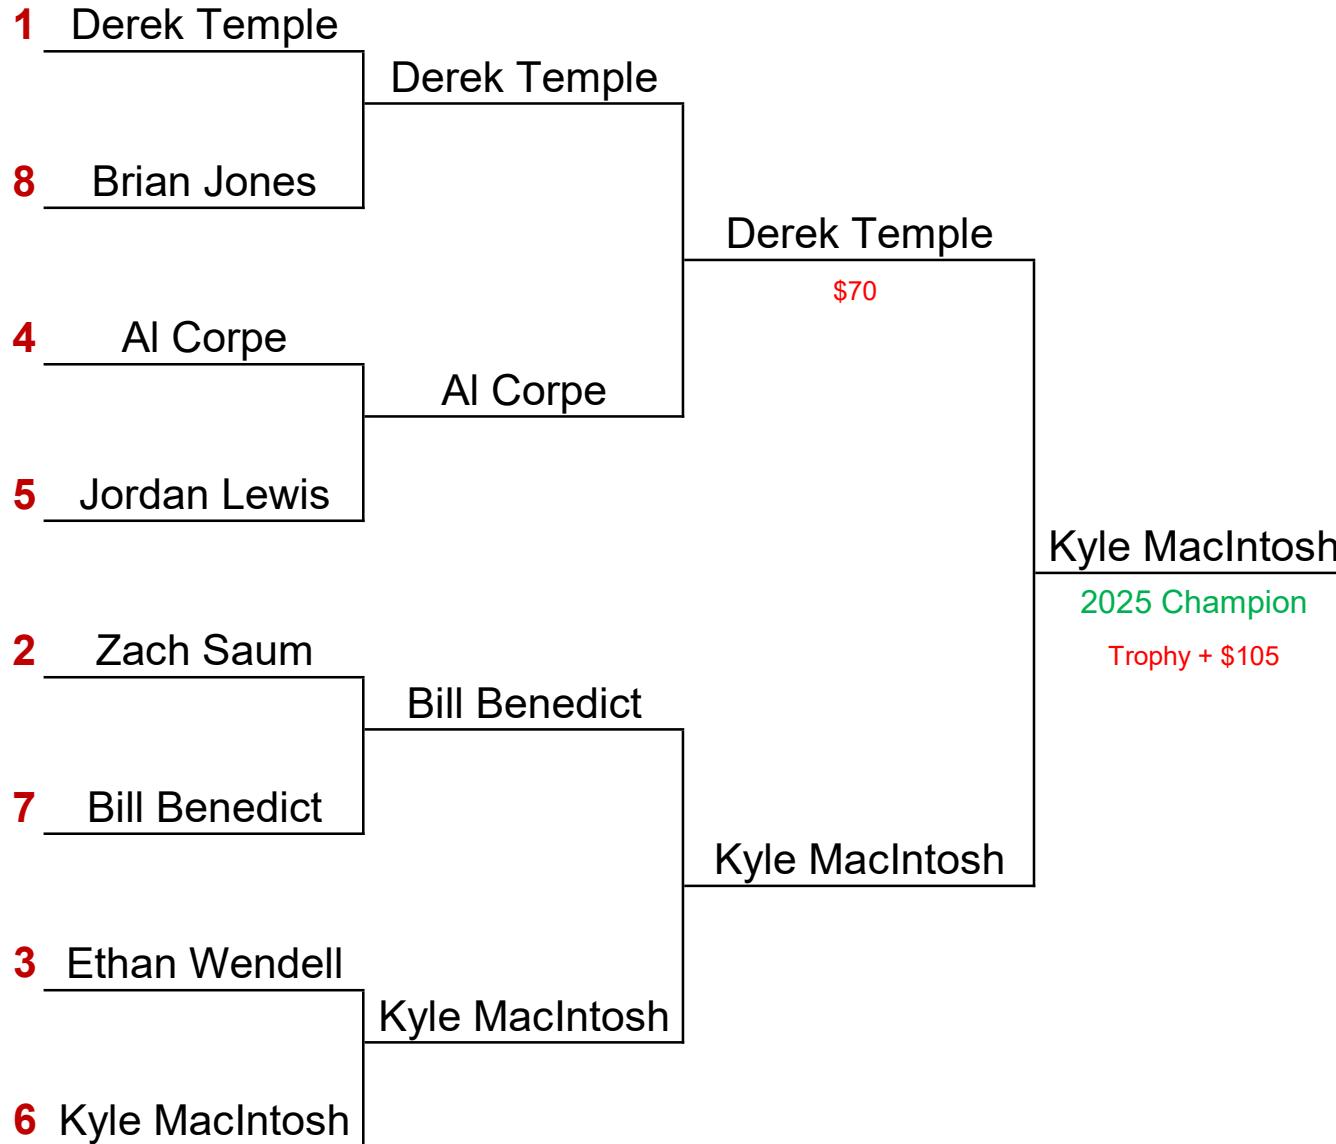 1 Derek Temple
Derek Temple
8 Brian Jones
Derek Temple
$70
4 Al Corpe
Al Corpe
5 Jordan Lewis
Kyle MacIntosh
2025 Champion
Trophy + $105
2 Zach Saum
Bill Benedict
7 Bill Benedict
Kyle MacIntosh
3 Ethan Wendell
Kyle MacIntosh
6 Kyle MacIntosh